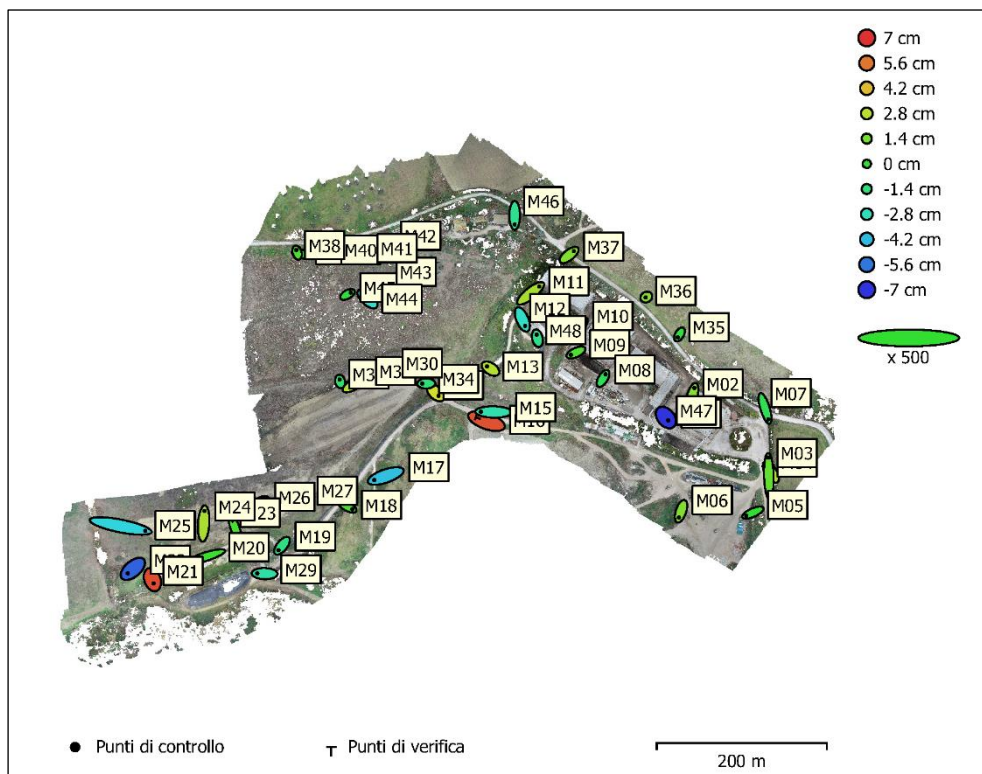 7 cm
5.6 cm
4.2 cm
2.8 cm
1.4 cm
0 cm
-1.4 cm
-2.8 cm
-4.2 cm
-5.6 cm
-7 cm
x 500
M46
M42
M38
M40
M41
M37
M43
M44
M11
M36
M12
M10
M48
M35
M09
M30
M34
M13
M08
M02
M07
M47
M15
M16
M03
M17
M24
M26
M27
M18
M06
M05
M25
23
M19
M20
M21
M29
Punti di controllo
Punti di verifica
200 m